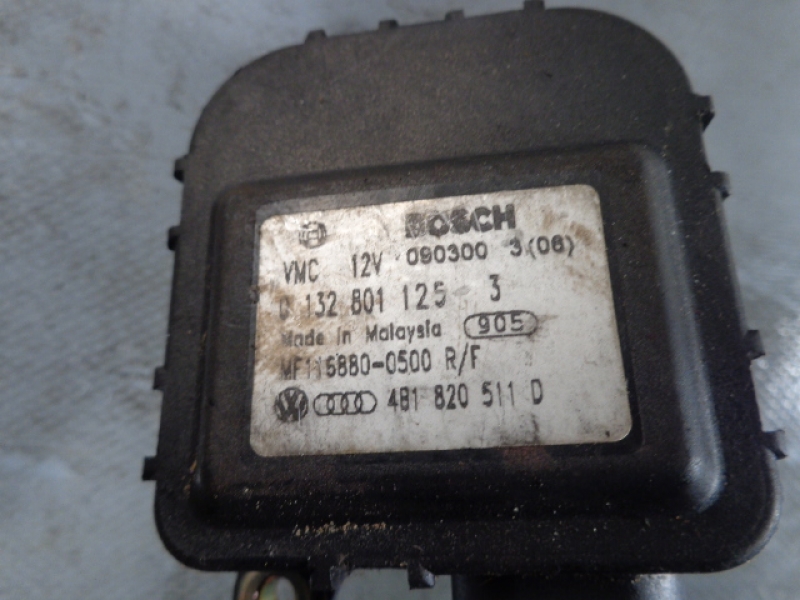 BOSCH
VMC 12V 090300 3(06)
0 132 801 125 3
Made in Malaysia 905
MF116880-0500 R/F
4B1 820 511 D